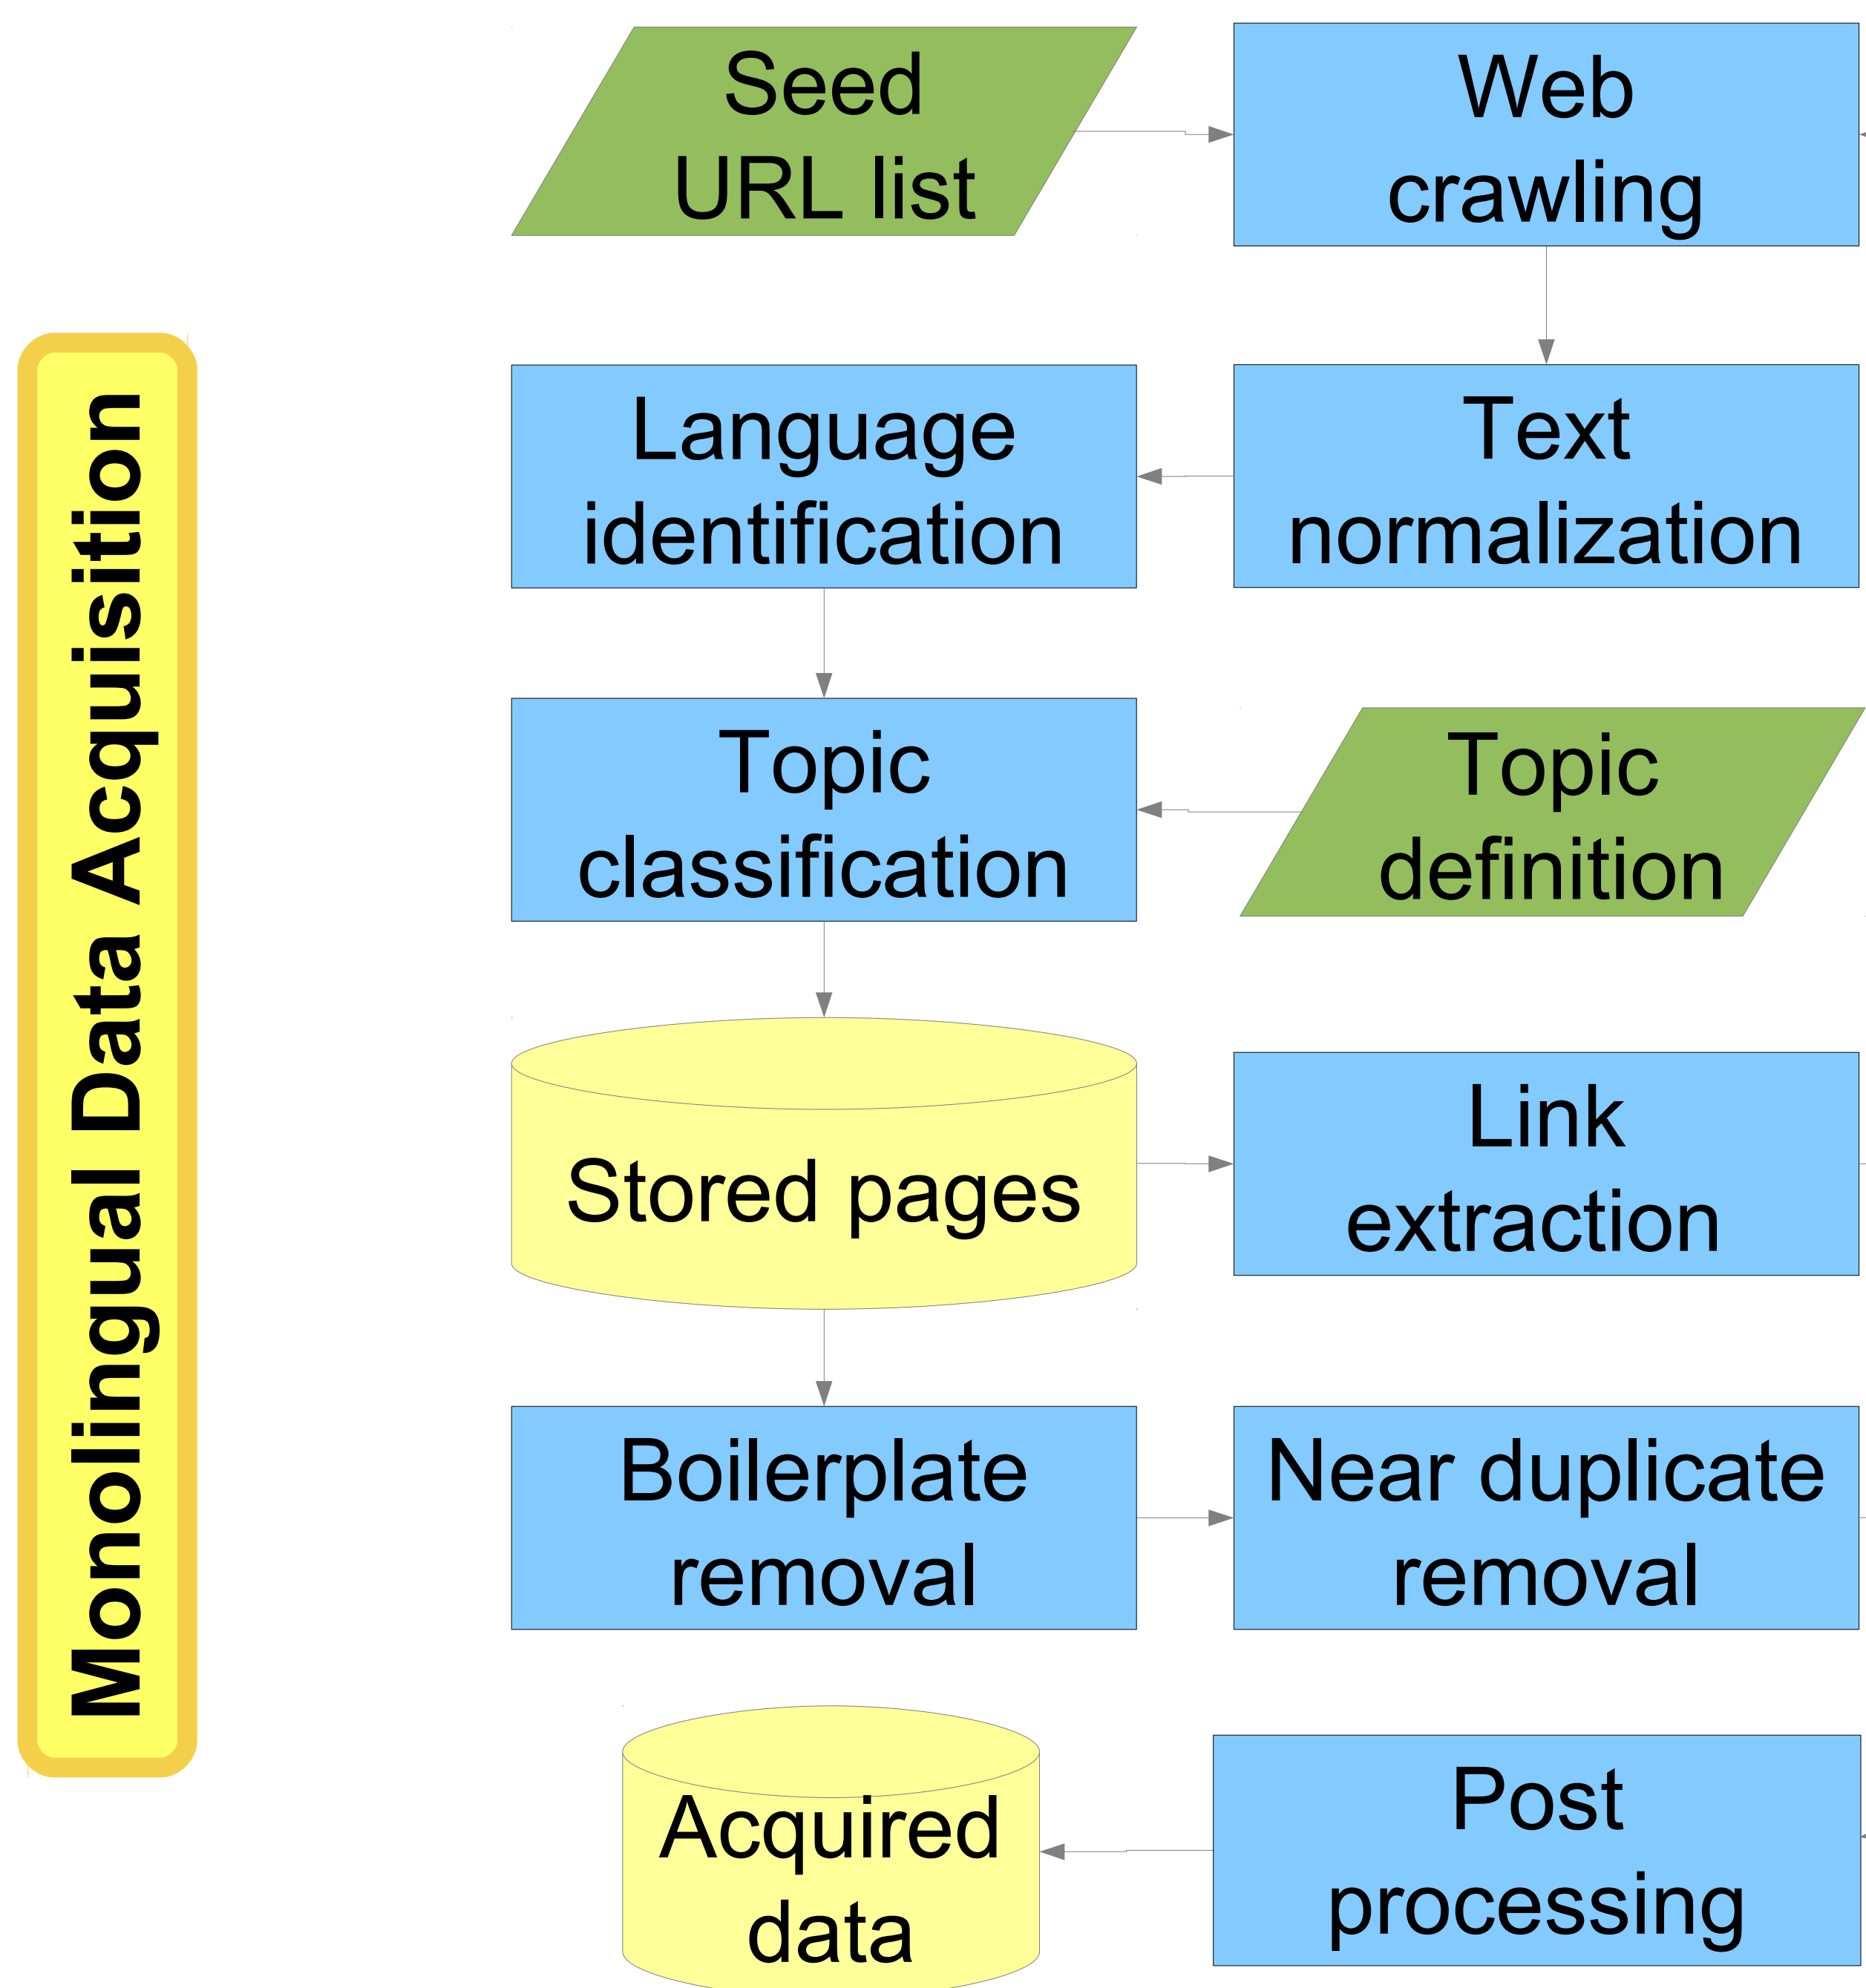 Monolingual Data Acquisition
Seed
URL list
Web
crawling
Language
identification
Text
normalization
Topic
classification
Topic
definition
Stored pages
Link
extraction
Boilerplate
removal
Near duplicate
removal
Acquired
data
Post
processing